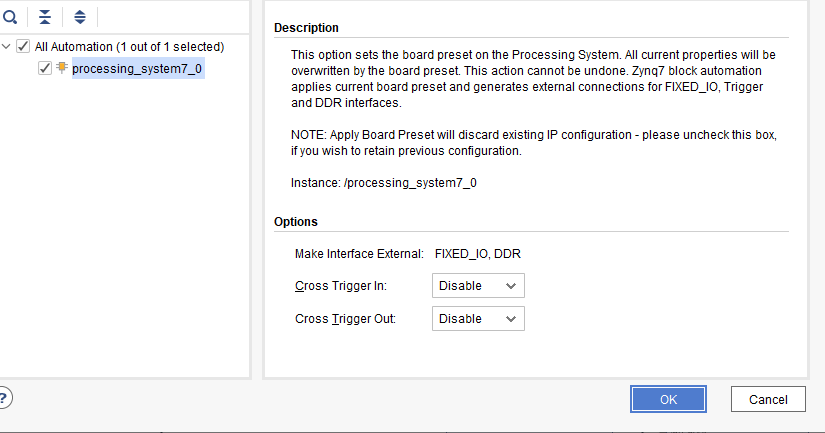 All Automation (1 out of 1 selected)
processing_system7_0
Description
This option sets the board preset on the Processing System. All current properties will be
overwritten by the board preset. This action cannot be undone. Zynq7 block automation
applies current board preset and generates external connections for FIXED_IO, Trigger
and DDR interfaces.
NOTE: Apply Board Preset will discard existing IP configuration - please uncheck this box,
if you wish to retain previous configuration.
Instance: /processing_system7_0
Options
Make Interface External: FIXED_IO, DDR
Cross Trigger In: Disable
Cross Trigger Out: Disable
?
OK Cancel